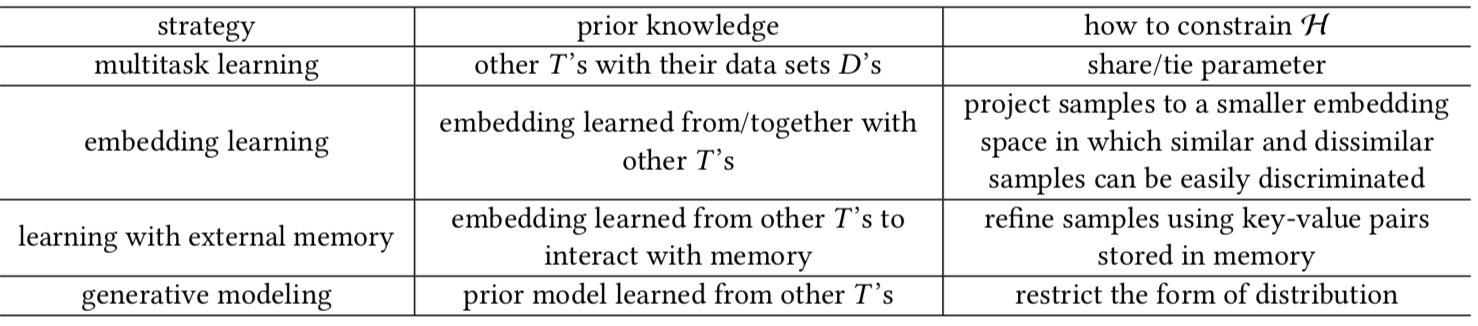 strategy prior knowledge how to constrain ℋ
multitask learning other T's with their data sets D's share/tie parameter
embedding learning
embedding learned from/together with
other T's
project samples to a smaller embedding
space in which similar and dissimilar
samples can be easily discriminated
learning with external memory
embedding learned from other T's to
interact with memory
refine samples using key-value pairs
stored in memory
generative modeling prior model learned from other T's restrict the form of distribution